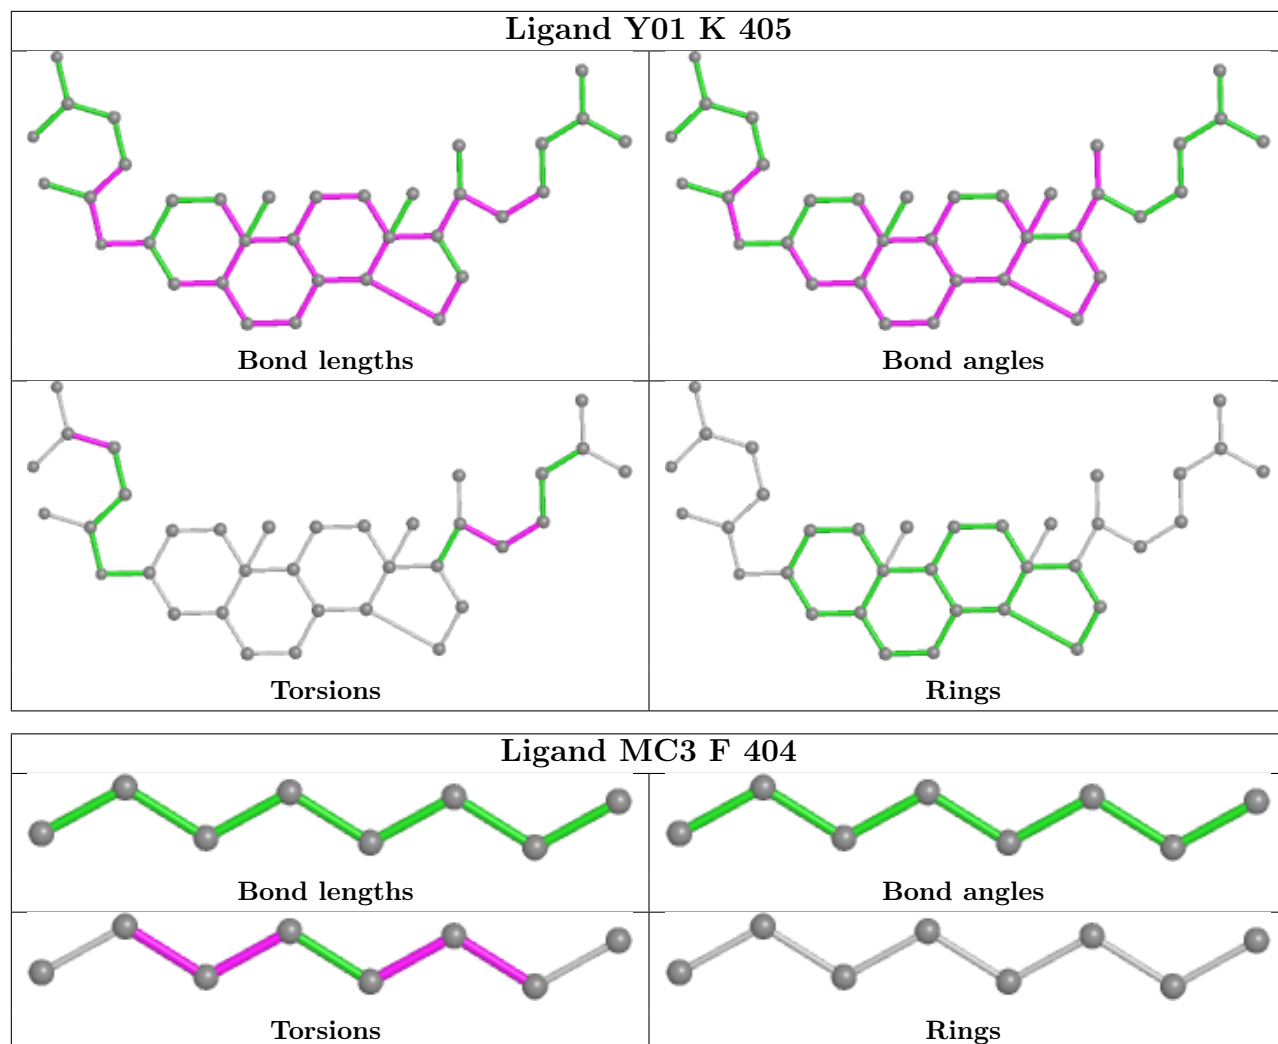 Ligand Y01 K 405
Bond lengths
Bond angles
Torsions
Rings
Ligand MC3 F 404
Bond lengths
Bond angles
Torsions
Rings